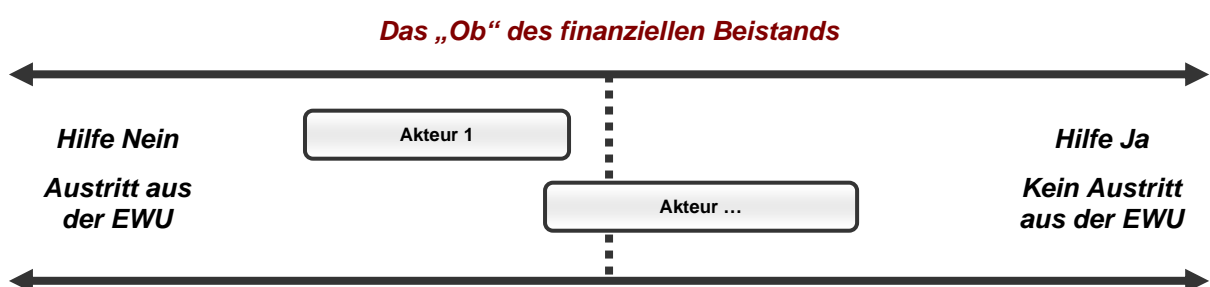 Das „Ob“ des finanziellen Beistands
Hilfe Nein
Akteur 1
Hilfe Ja
Austritt aus
der EWU
Akteur …
Kein Austritt
aus der EWU